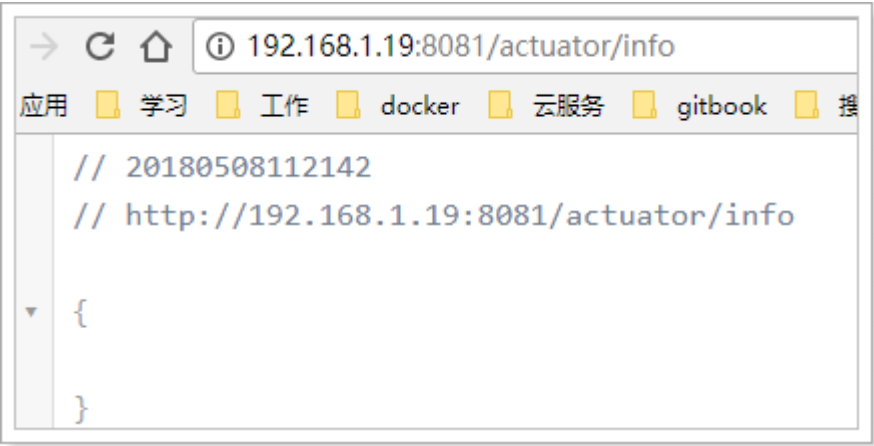 192.168.1.19:8081/actuator/info
应用 学习 工作 docker 云服务 gitbook 搜
// 20180508112142
// http://192.168.1.19:8081/actuator/info
{
}